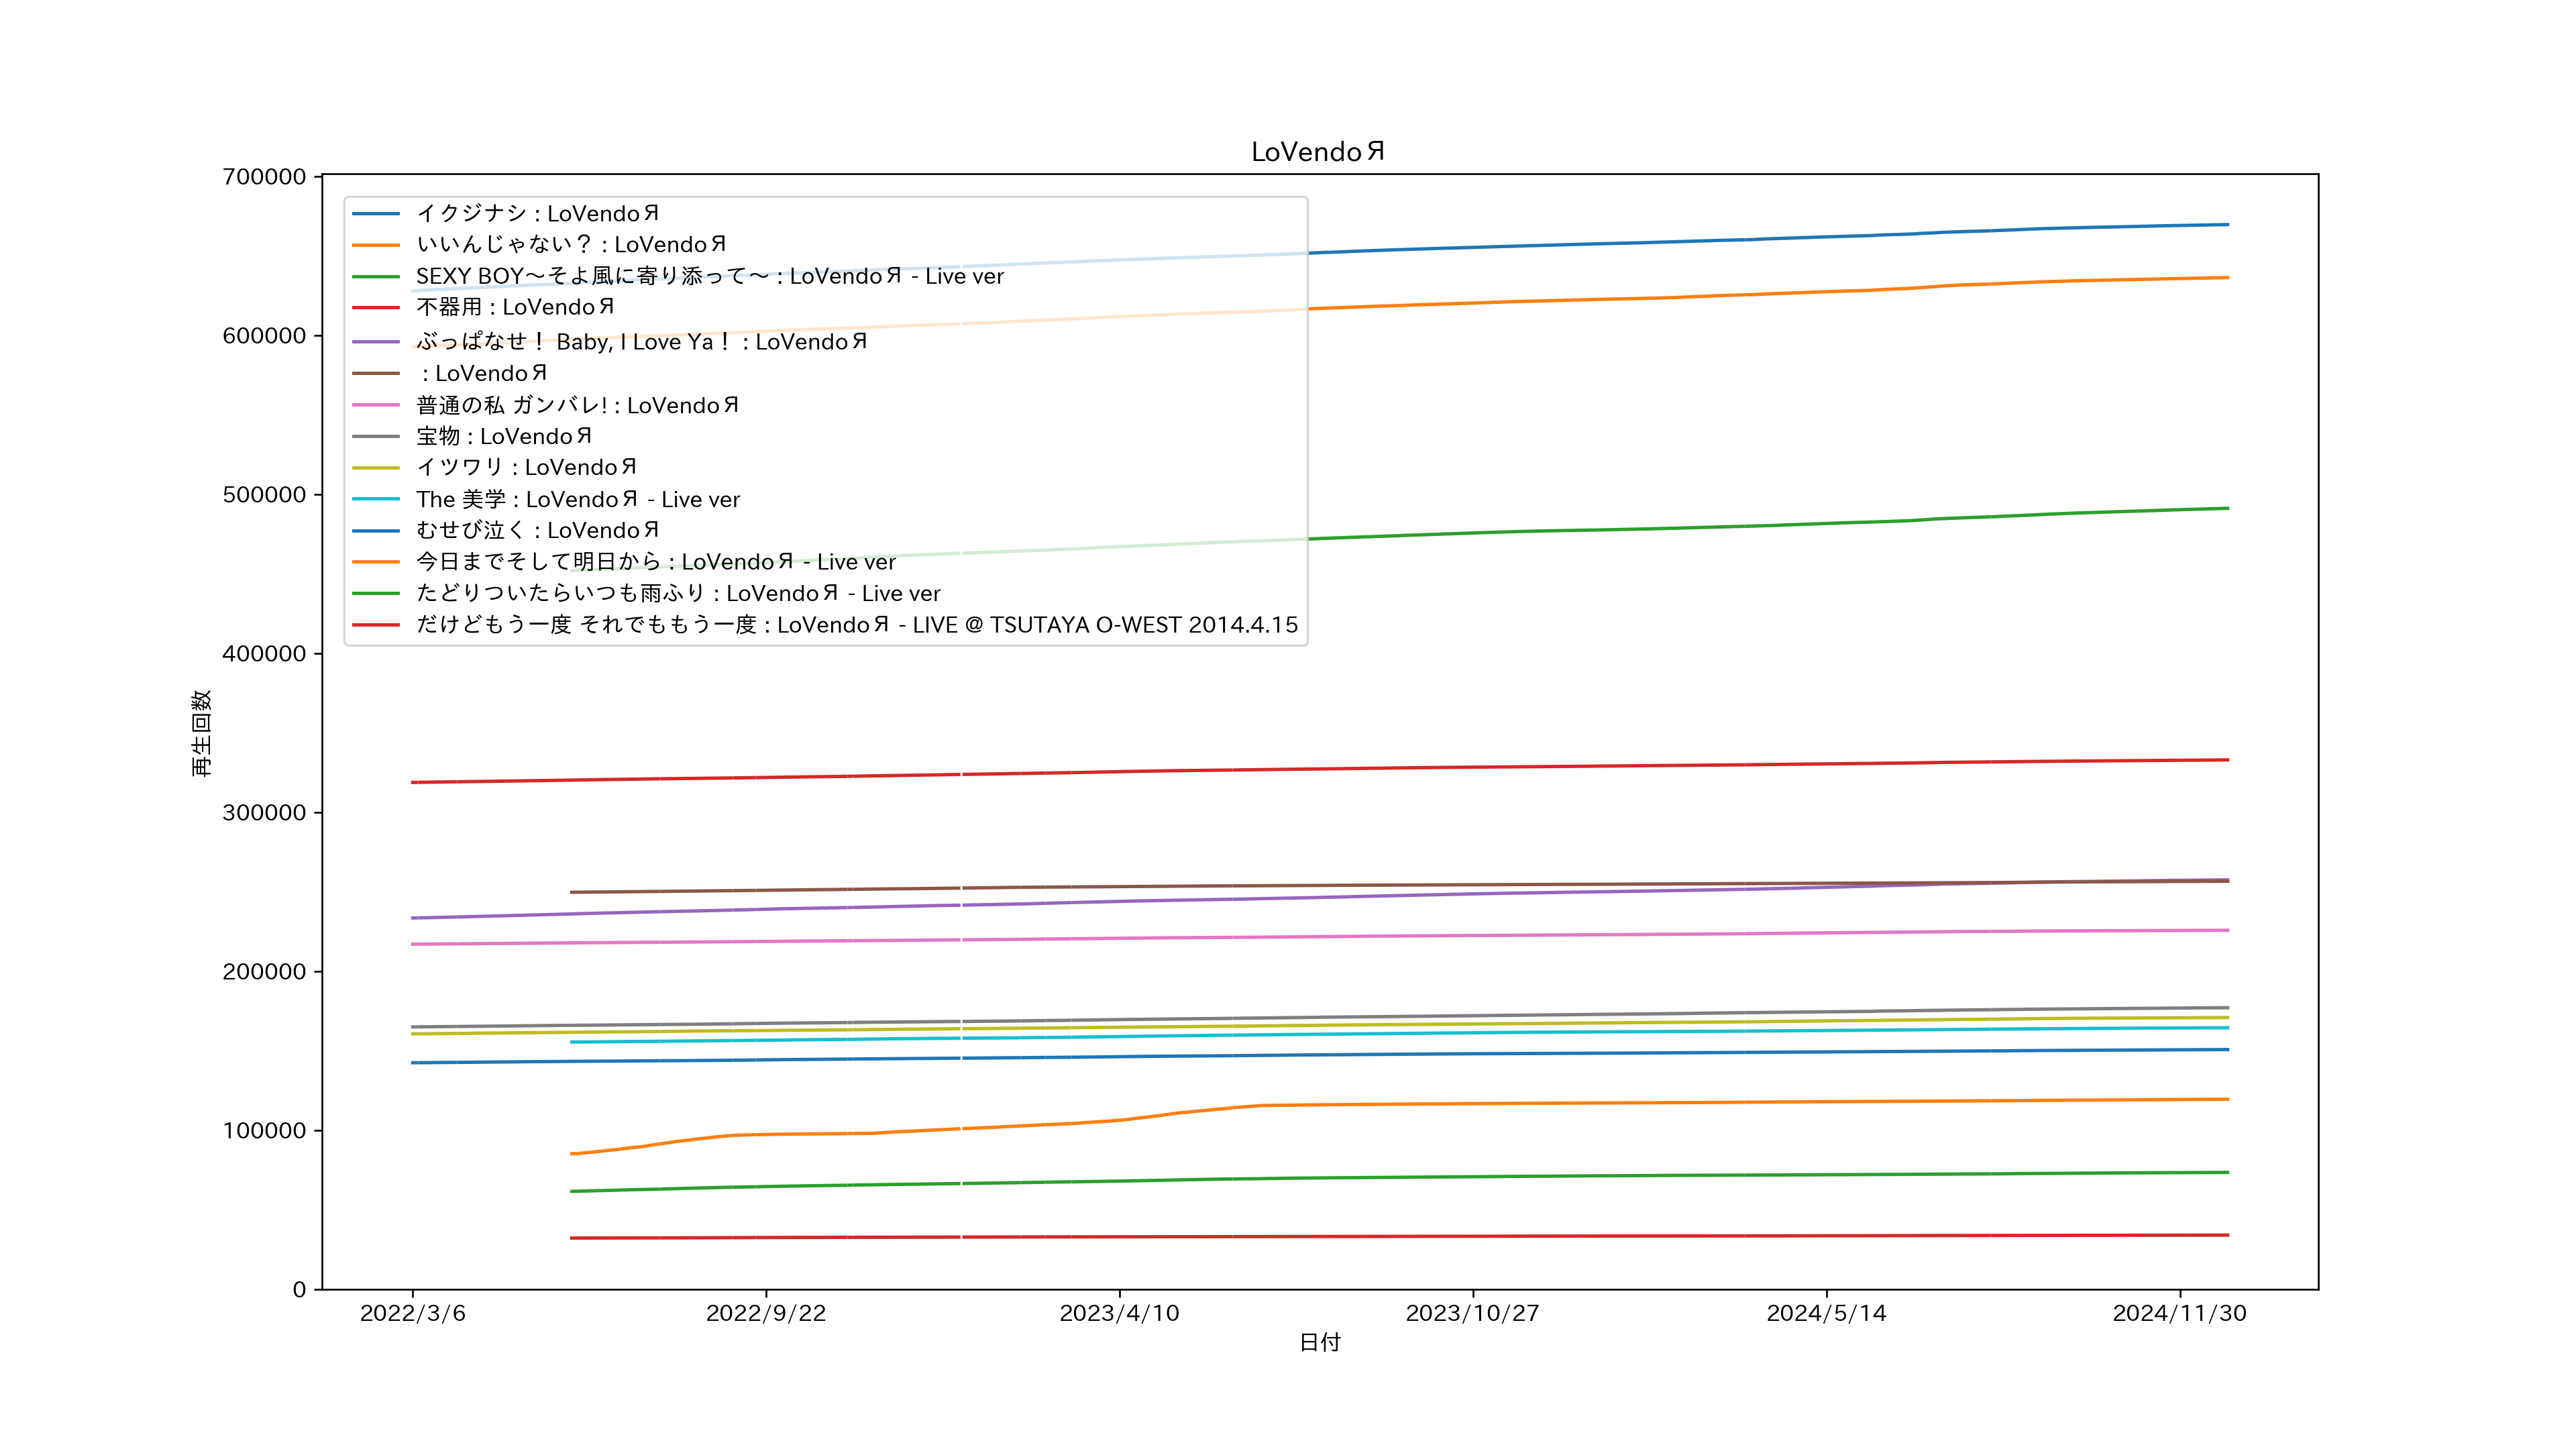 LoVendoЯ
700000
600000
500000
400000
300000
200000
100000
0
再生回数
イクジナシ : LoVendoЯ
いいんじゃない？ : LoVendoЯ
SEXY BOY〜そよ風に寄り添って〜 : LoVendoЯ - Live ver
不器用 : LoVendoЯ
ぶっぱなせ！ Baby, I Love Ya！ : LoVendoЯ
: LoVendoЯ
普通の私 ガンバレ! : LoVendoЯ
宝物 : LoVendoЯ
イツワリ : LoVendoЯ
The 美学 : LoVendoЯ - Live ver
むせび泣く : LoVendoЯ
今日までそして明日から : LoVendoЯ - Live ver
たどりついたらいつも雨ふり : LoVendoЯ - Live ver
だけどもう一度 それでももう一度 : LoVendoЯ - LIVE @ TSUTAYA O-WEST 2014.4.15
2022/3/6 2022/9/22 2023/4/10 2023/10/27 2024/5/14 2024/11/30
日付